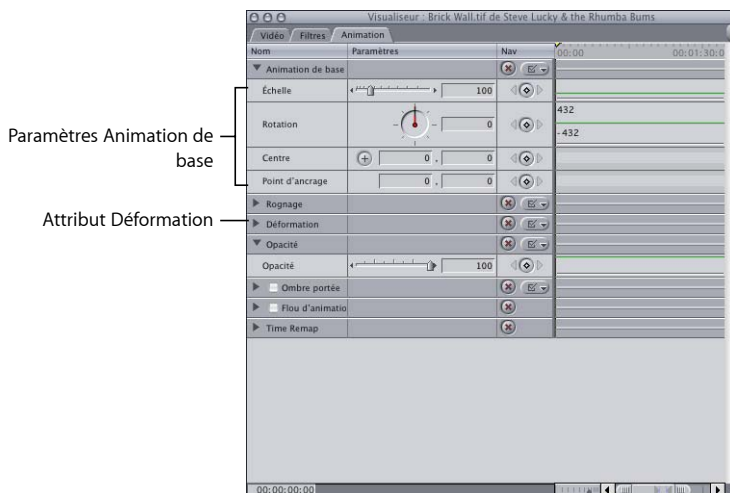 Visualiseur : Brick Wall.tif de Steve Lucky & the Rhumba Bums
Vidéo Filtres Animation
Nom Paramètres Nav 00:00 00:01:30:0
Animation de base
Échelle 100
Rotation 0 432
-432
Centre 0 , 0
Point d'ancrage 0 , 0
Rognage
Déformation
Opacité
Opacité 100
Ombre portée
Flou d'animatio
Time Remap
00:00:00:00
Paramètres Animation de
base
Attribut Déformation